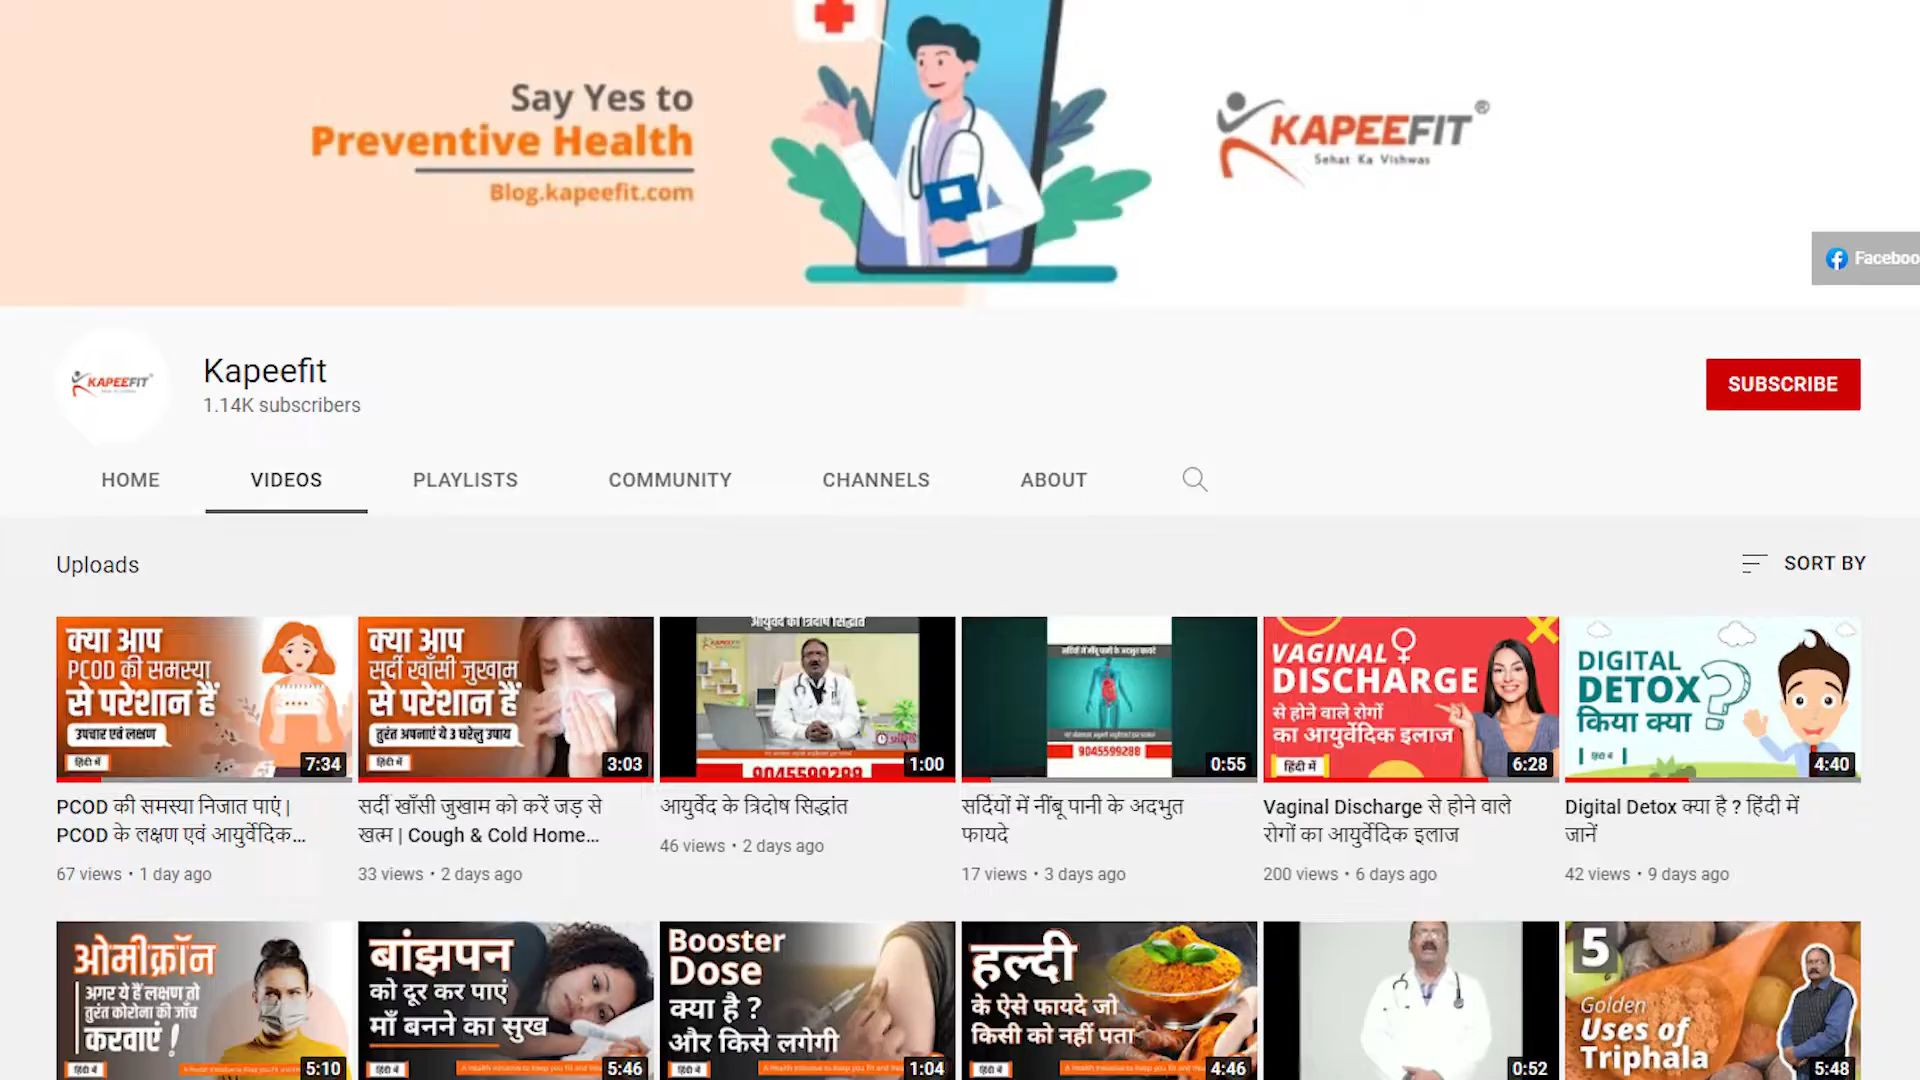 Say Yes to
Preventive Health
Blog.kapeefit.com
KAPEEFIT®
Sehat Ka Vishwas
Faceboo
KAPEEFIT
Kapeefit
1.14K subscribers
SUBSCRIBE
HOME
VIDEOS
PLAYLISTS
COMMUNITY
CHANNELS
ABOUT
Uploads
SORT BY
क्या आप
PCOD की समस्या
से परेशान हैं
उपचार एवं लक्षण
हिंदी में
7:34
क्या आप
सर्दी खाँसी जुखाम
से परेशान हैं
तुरंत अपनाएं ये 3 घरेलु उपाय
हिंदी में
3:03
आयुर्वेद का त्रिदोष सिद्धांत
KAPEEFIT
9045599288
1:00
सर्दियों में नींबू पानी के अदभुत फायदे
9045599288
0:55
VAGINAL
DISCHARGE
से होने वाले रोगों
का आयुर्वेदिक इलाज
हिंदी में
6:28
DIGITAL
DETOX?
किया क्या
हिंदी में
4:40
PCOD की समस्या निजात पाएं |
PCOD के लक्षण एवं आयुर्वेदिक...
67 views • 1 day ago
सर्दी खाँसी जुखाम को करें जड़ से
खत्म | Cough & Cold Home...
33 views • 2 days ago
आयुर्वेद के त्रिदोष सिद्धांत
46 views • 2 days ago
सर्दियों में नींबू पानी के अदभुत
फायदे
17 views • 3 days ago
Vaginal Discharge से होने वाले
रोगों का आयुर्वेदिक इलाज
200 views • 6 days ago
Digital Detox क्या है ? हिंदी में
जानें
42 views • 9 days ago
ओमीक्रॉन
अगर ये हैं लक्षण तो
तुरंत कोरोना की जाँच
करवाएं !
हिंदी में
5:10
बांझपन
को दूर कर पाएं
माँ बनने का सुख
हिंदी में
5:46
Booster
Dose
क्या है ?
और किसे लगेगी
हिंदी में
1:04
हल्दी
के ऐसे फायदे जो
किसी को नहीं पता
हिंदी में
4:46
0:52
5
Golden
Uses of
Triphala
5:48